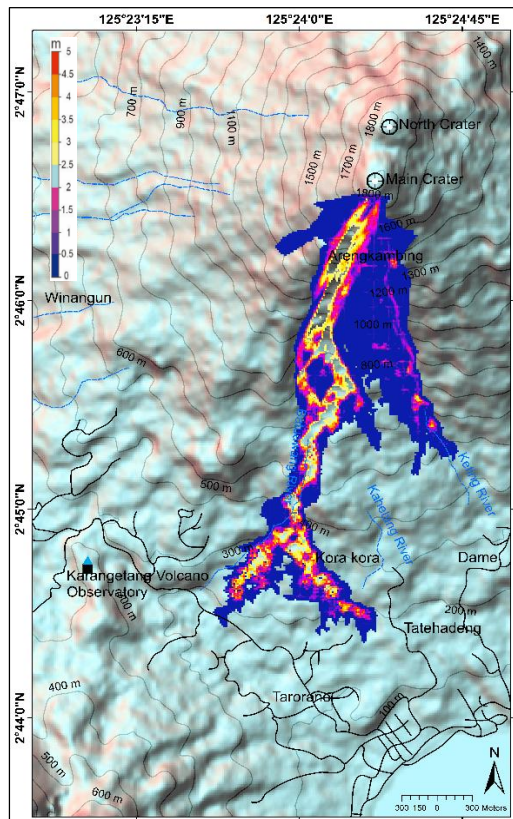 125°23'15"
125°24'0"
125°24'45"
2°47'0"N
2°46'0"N
2°45'0"N
2°44'0"N
m
5
4.5
4
3.5
3
2.5
2
1.5
1
0.5
0
700 m
900 m
1100 m
1400 m
1500 m
1700 m
1800 m
North Crater
Main Crater
1800 m
1600 m
Arengkambing
1300 m
1200 m
Winangun
1000 m
600 m
800 m
500 m
Keting River
Kabetung River
300 m
Kora kora
Dame
Karangetang Volcano
Observatory
200 m
Tatehadeng
400 m
Taroranoi
100 m
500 m
600 m
N
300 150 0 300 Meters